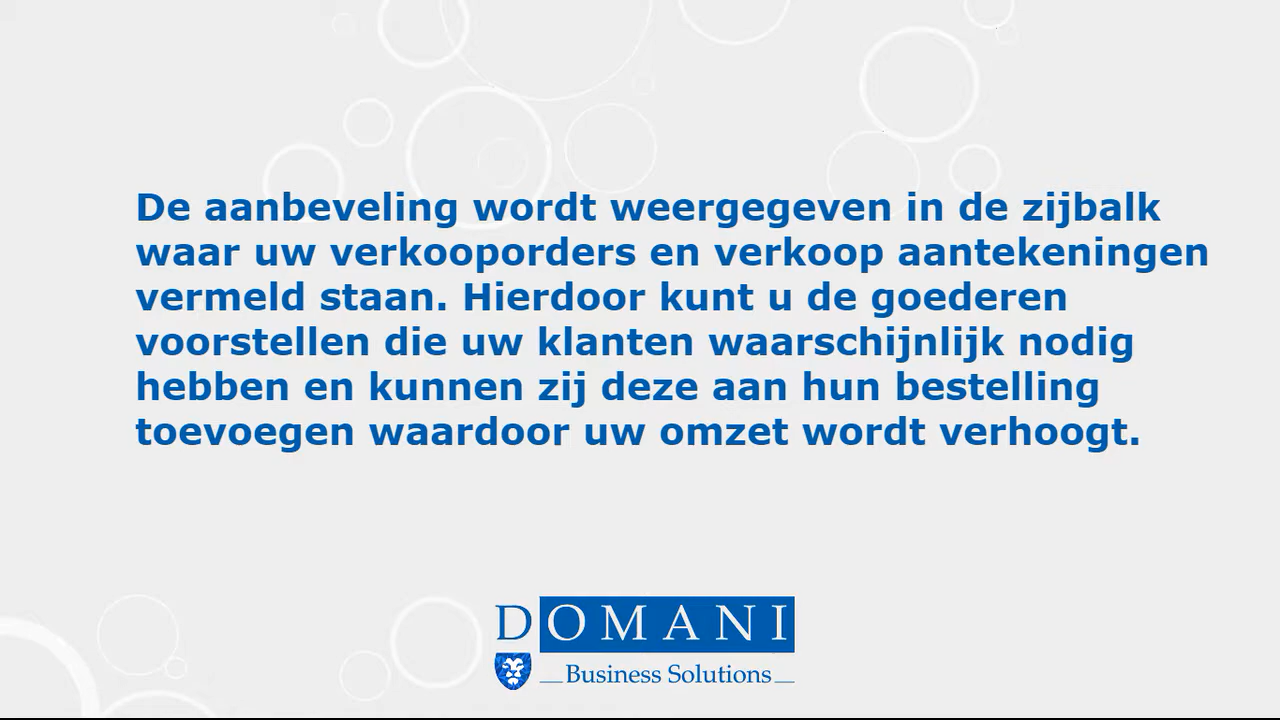 De aanbeveling wordt weergegeven in de zijbalk
waar uw verkooporders en verkoop aantekeningen
vermeld staan. Hierdoor kunt u de goederen
voorstellen die uw klanten waarschijnlijk nodig
hebben en kunnen zij deze aan hun bestelling
toevoegen waardoor uw omzet wordt verhoogt.
DOMANI
Business Solutions